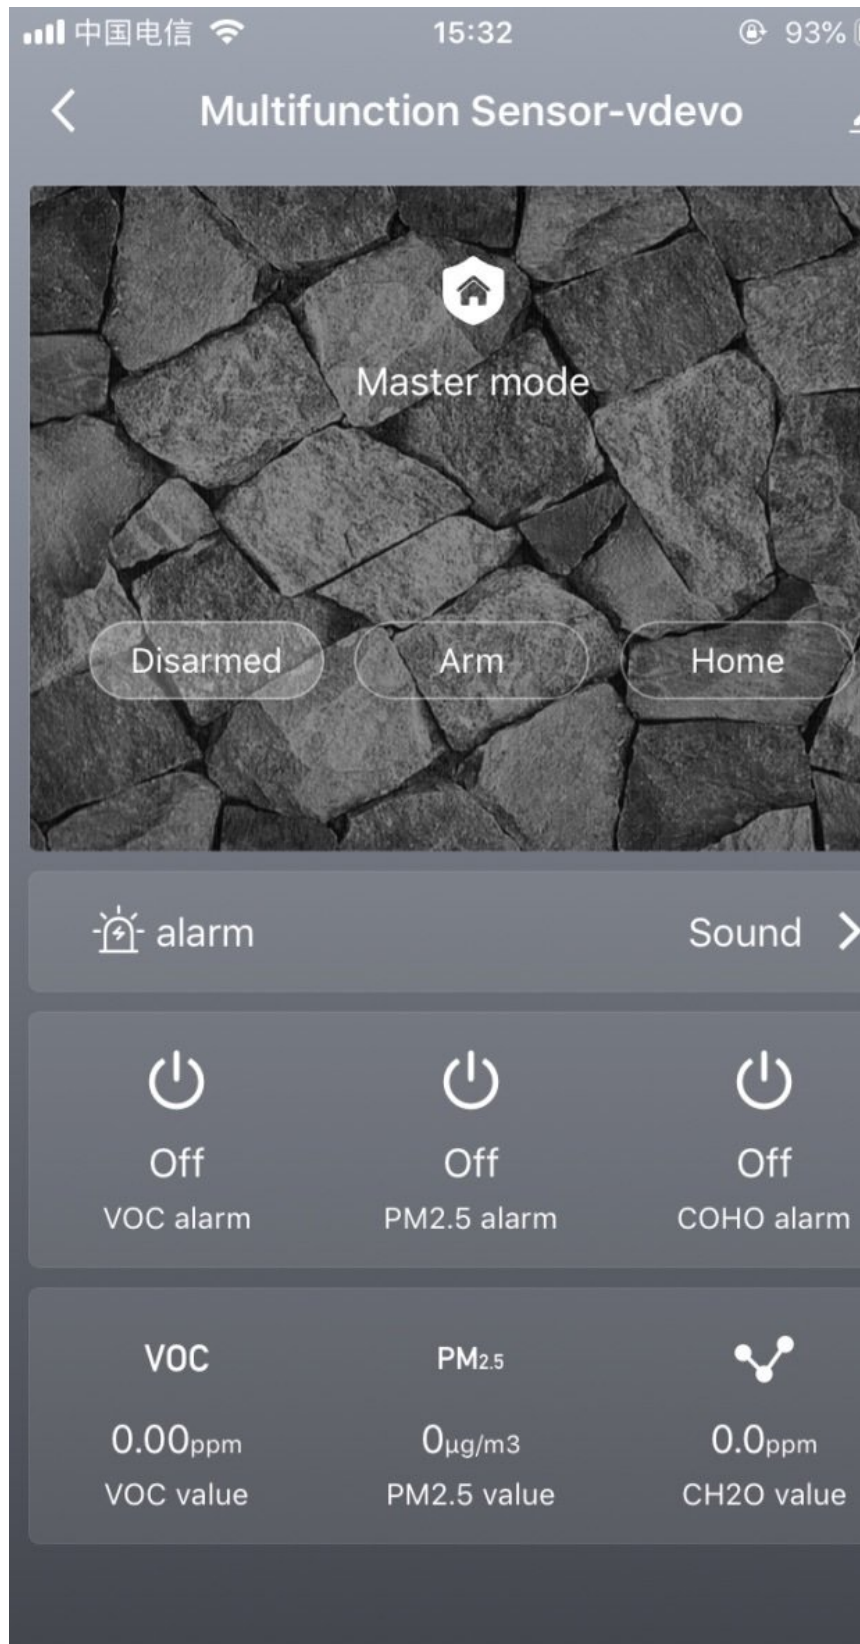 中国电信 15:32 93%
Multifunction Sensor-vdevo
Master mode
Disarmed Arm Home
alarm Sound
Off Off Off
VOC alarm PM2.5 alarm COHO alarm
VOC PM2.5
0.00ppm 0μg/m3 0.0ppm
VOC value PM2.5 value CH2O value